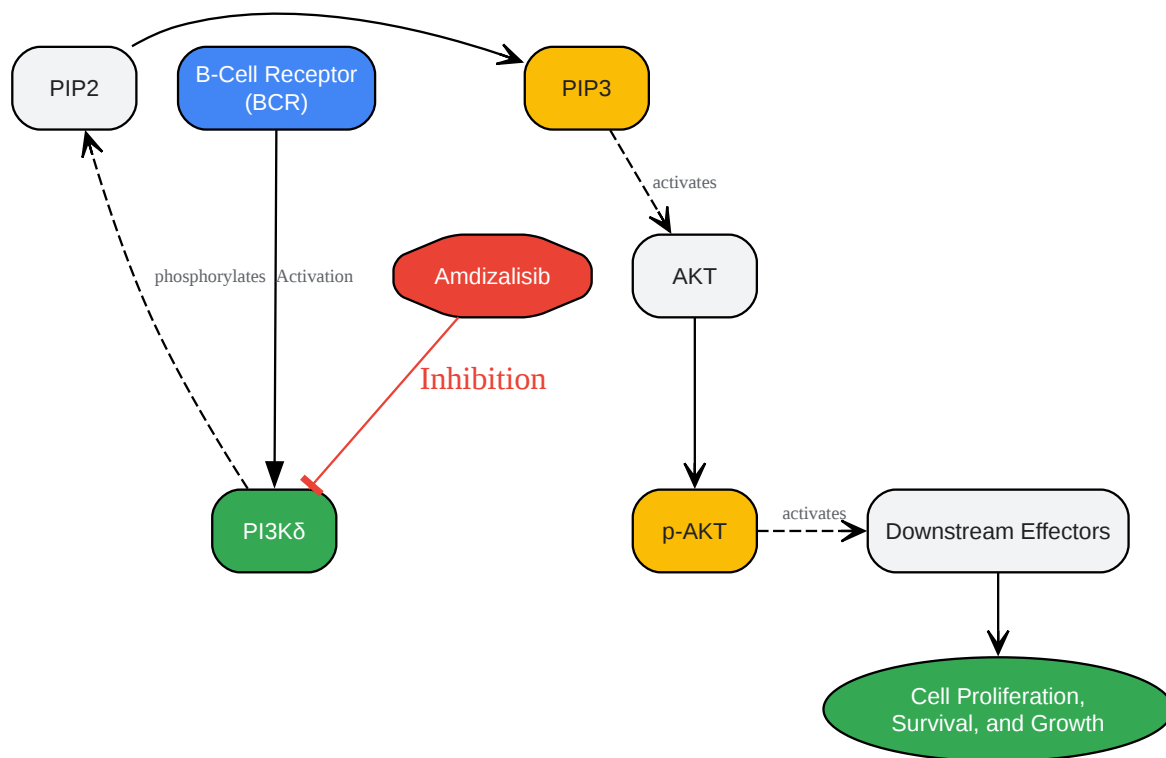 PIP2
B-Cell Receptor
(BCR)
PIP3
activates
phosphorylates
Activation
Amdizalisib
AKT
Inhibition
PI3Kδ
p-AKT
activates
Downstream Effectors
Cell Proliferation,
Survival, and Growth